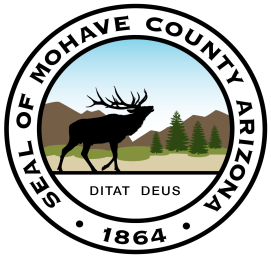 SEAL OF MOHAVE COUNTY ARIZONA
DITAT DEUS
• 1864 •